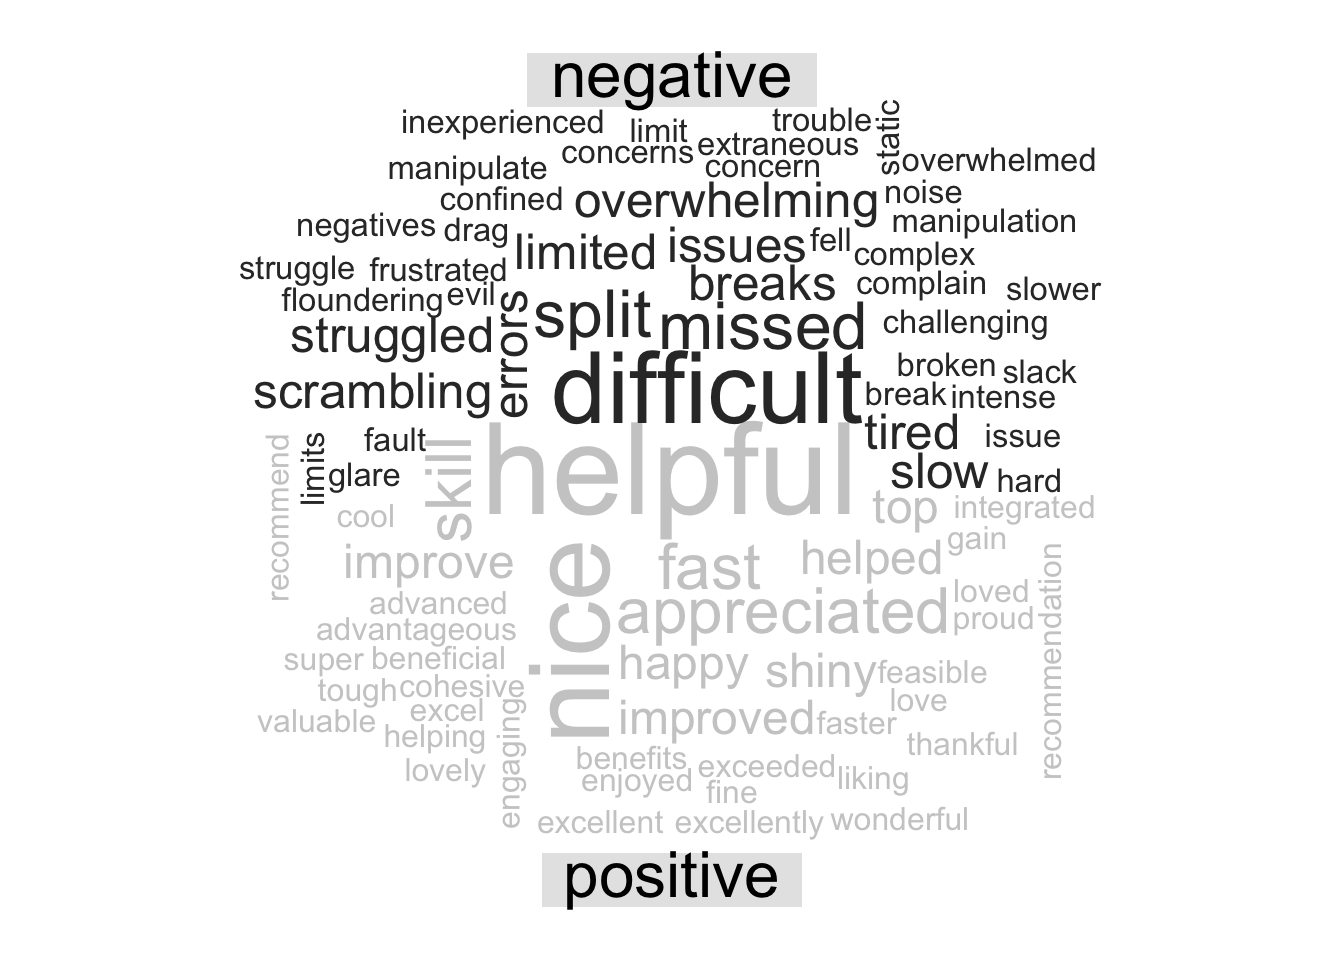 negative
inexperienced limit trouble static
concerns extraneous
manipulate concern overwhelmed
confined overwhelming noise
negatives drag manipulation
limited issues fell complex
struggle frustrated breaks complain slower
floundering evil
struggled errors split missed challenging
scrambling difficult broken slack
break intense
fault tired issue
recommend limits glare skill helpful slow hard
cool top integrated
improve fast helped gain
advanced appreciated loved
advantageous proud recommendation
super beneficial nice happy shiny feasible
tough cohesive love
valuable excel improved faster
helping engaging thankful
lovely benefits exceeded liking
enjoyed fine
excellent excellently wonderful
positive